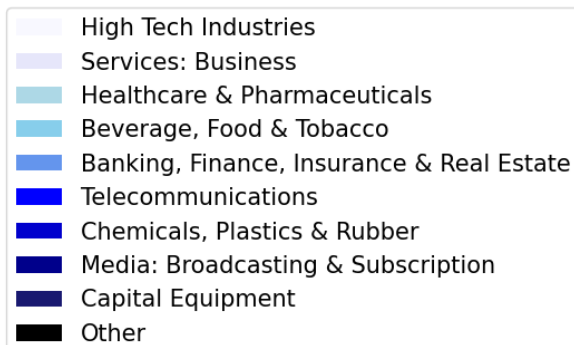 High Tech Industries
Services: Business
Healthcare & Pharmaceuticals
Beverage, Food & Tobacco
Banking, Finance, Insurance & Real Estate
Telecommunications
Chemicals, Plastics & Rubber
Media: Broadcasting & Subscription
Capital Equipment
Other